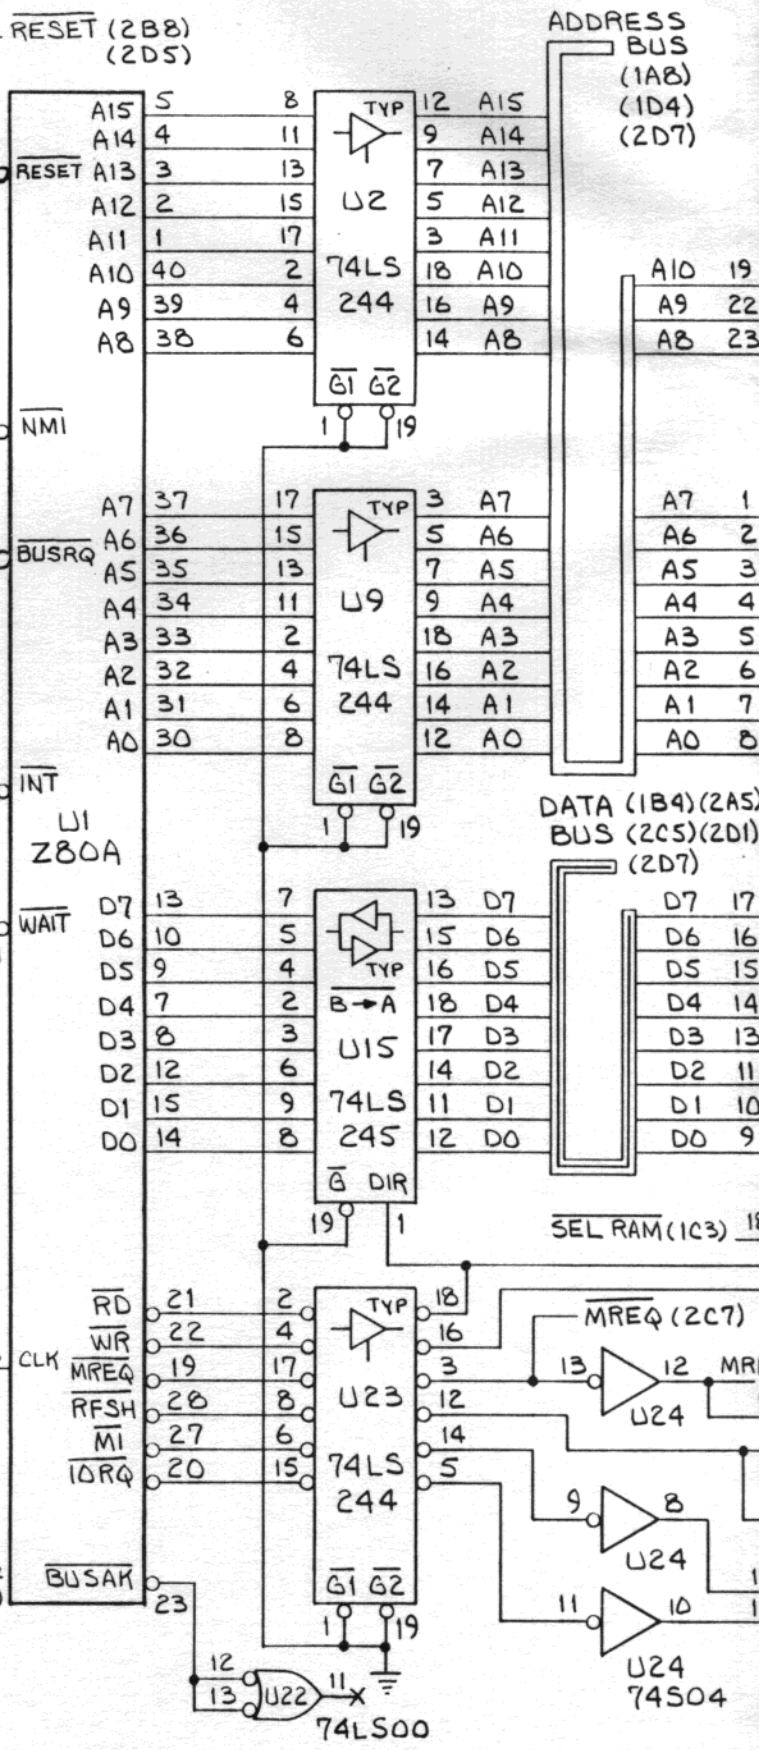 RESET (2B8)
(2D5)
ADDRESS
BUS
(1A8)
(1D4)
(2D7)
A15 5 8 TYP 12 A15
A14 4 11 9 A14
RESET A13 3 13 7 A13
A12 2 15 U2 5 A12
A11 1 17 3 A11
A10 40 2 74LS 18 A10 A10 19
A9 39 4 244 16 A9 A9 22
A8 38 6 14 A8 A8 23
G1 G2
1 19
NMI
A7 37 17 TYP 3 A7 A7 1
A6 36 15 5 A6 A6 2
BUSRQ A5 35 13 7 A5 A5 3
A4 34 11 U9 9 A4 A4 4
A3 33 2 18 A3 A3 5
A2 32 4 74LS 16 A2 A2 6
A1 31 6 244 14 A1 A1 7
A0 30 8 12 A0 A0 8
INT
G1 G2
1 19
U1
Z80A
DATA (1B4)(2A5)
BUS (2C5)(2D1)
(2D7)
D7 13 7 13 D7 D7 17
WAIT D6 10 5 15 D6 D6 16
D5 9 4 TYP 16 D5 D5 15
D4 7 2 B→A 18 D4 D4 14
D3 8 3 U15 17 D3 D3 13
D2 12 6 14 D2 D2 11
D1 15 9 74LS 11 D1 D1 10
D0 14 8 245 12 D0 D0 9
G DIR
19 1
SEL RAM (1C3) 18
RD 21 2 TYP 18
WR 22 4 16
MREQ (2C7)
CLK MREQ 19 17 3 13 12
U23
U24
RFSH 28 8 12
M1 27 6 14
74LS
IORQ 20 15 5
244
9 8
U24
BUSAK 23
G1 G2
1 19
11 10
U24
74S04
12
13 U22 11 X
74LS00